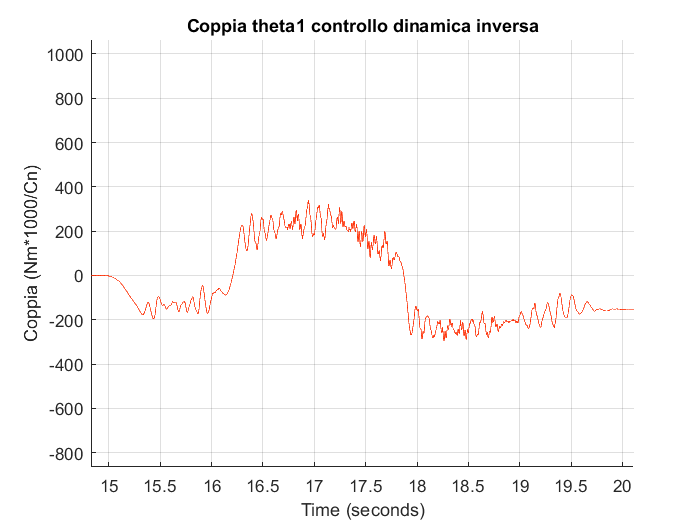 Coppia theta1 controllo dinamica inversa
1000
800
600
400
200
0
-200
-400
-600
-800
Coppia (Nm*1000/Cn)
15 15.5 16 16.5 17 17.5 18 18.5 19 19.5 20
Time (seconds)